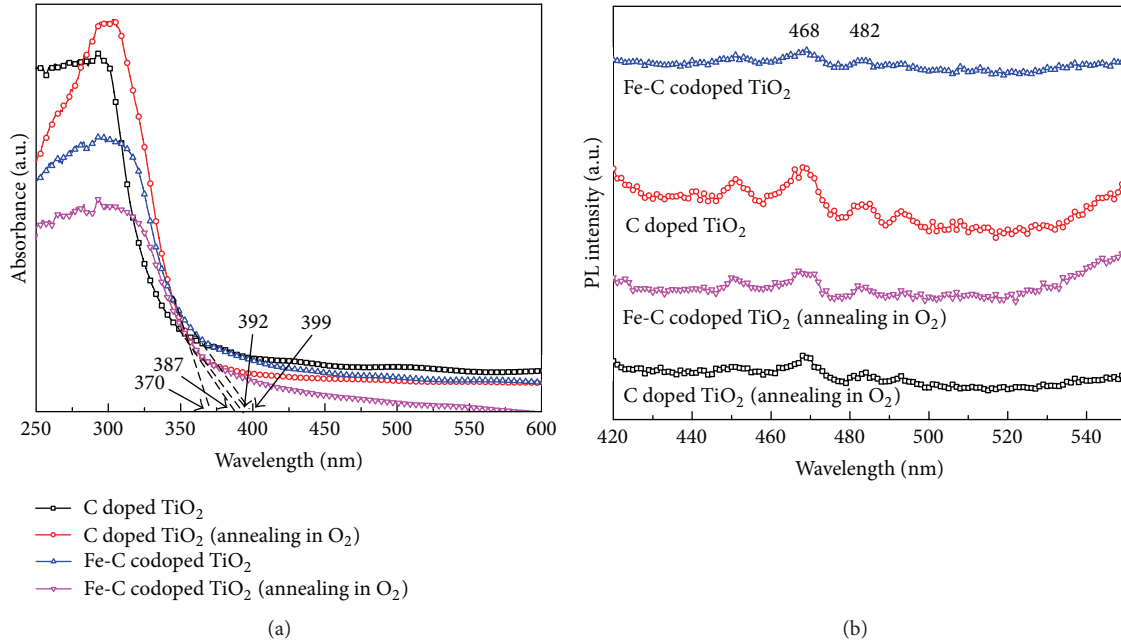 Absorbance (a.u.)
392
399
387
370
250 300 350 400 450 500 550 600
Wavelength (nm)
C doped TiO₂
C doped TiO₂ (annealing in O₂)
Fe-C codoped TiO₂
Fe-C codoped TiO₂ (annealing in O₂)
(a)
PL intensity (a.u.)
468 482
Fe-C codoped TiO₂
C doped TiO₂
Fe-C codoped TiO₂ (annealing in O₂)
C doped TiO₂ (annealing in O₂)
420 440 460 480 500 520 540
Wavelength (nm)
(b)